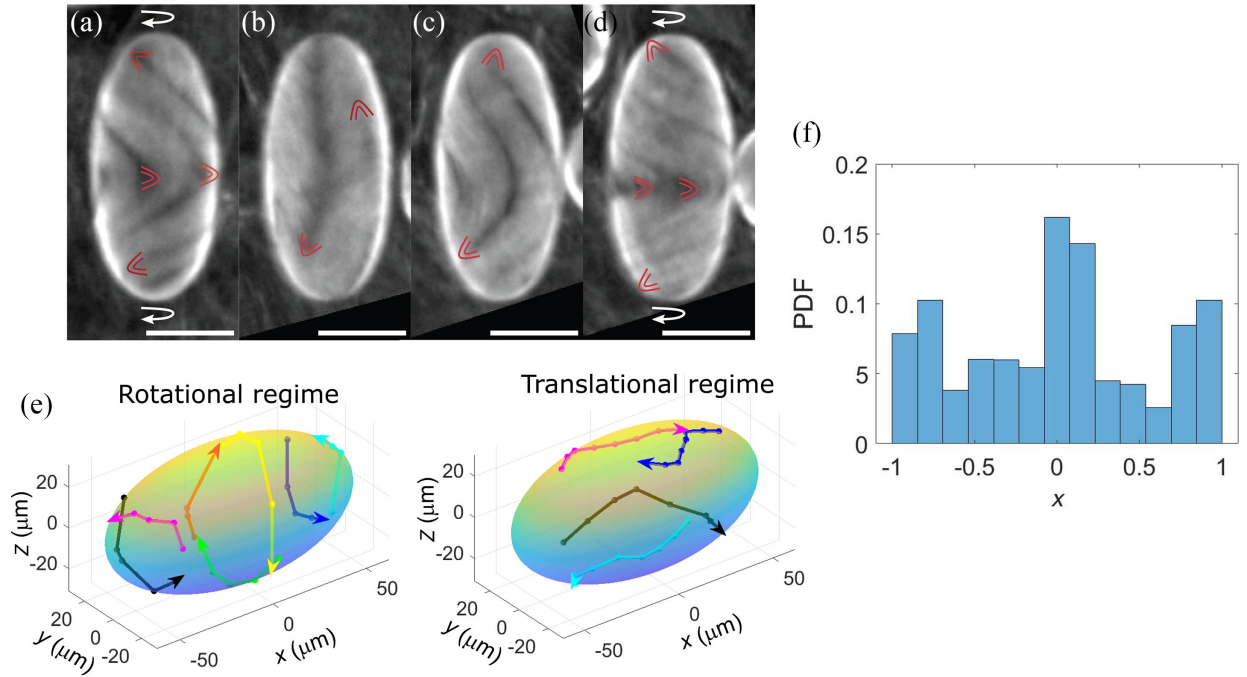 (a) (b) (c) (d)
(e)
Rotational regime
20
0
-20
z (μm)
20
0
-20
y (μm)
-50
0
50
x (μm)
Translational regime
20
0
-20
z (μm)
20
0
-20
y (μm)
-50
0
50
x (μm)
(f)
0.2
0.15
0.1
5
0
PDF
-1 -0.5 0 0.5 1
x